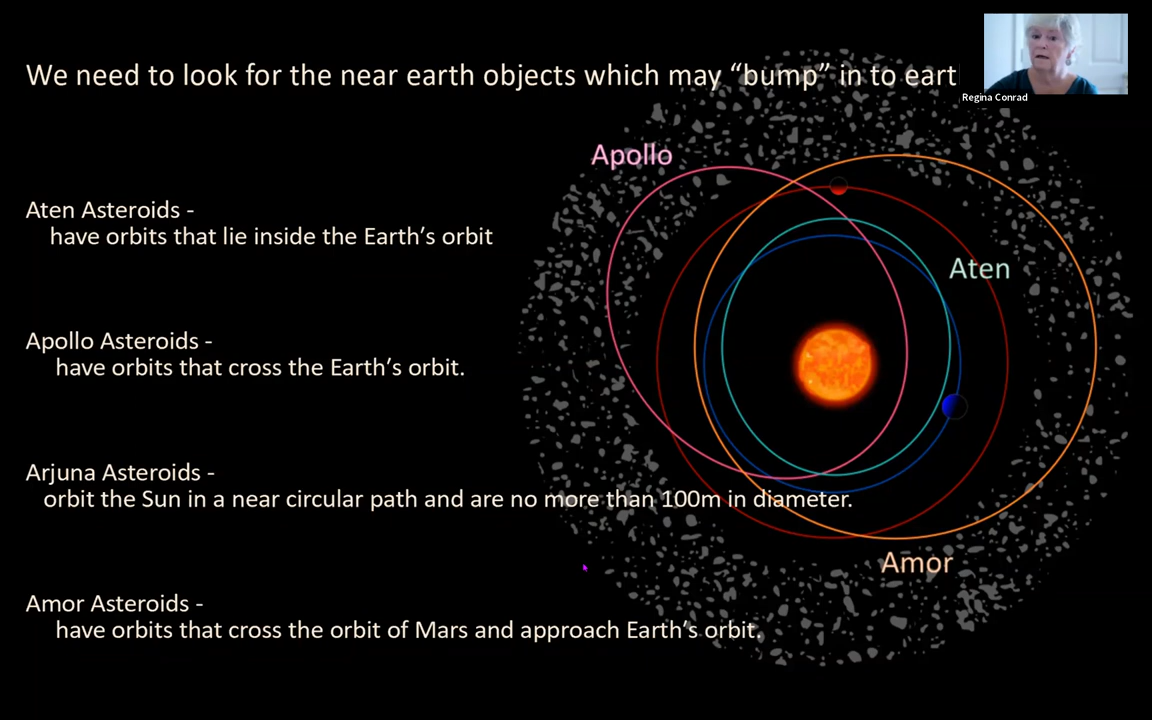 We need to look for the near earth objects which may “bump” in to eart
Regina Conrad
Apollo
Aten Asteroids -
have orbits that lie inside the Earth’s orbit
Aten
Apollo Asteroids -
have orbits that cross the Earth’s orbit.
Arjuna Asteroids -
orbit the Sun in a near circular path and are no more than 100m in diameter.
Amor
Amor Asteroids -
have orbits that cross the orbit of Mars and approach Earth’s orbit.